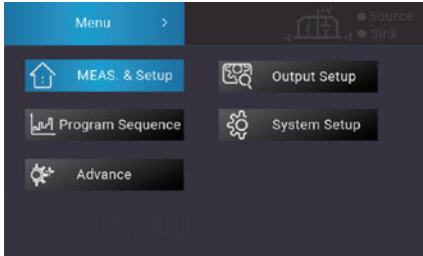 Menu >
Source
Sink
MEAS. & Setup
Output Setup
Program Sequence
System Setup
Advance